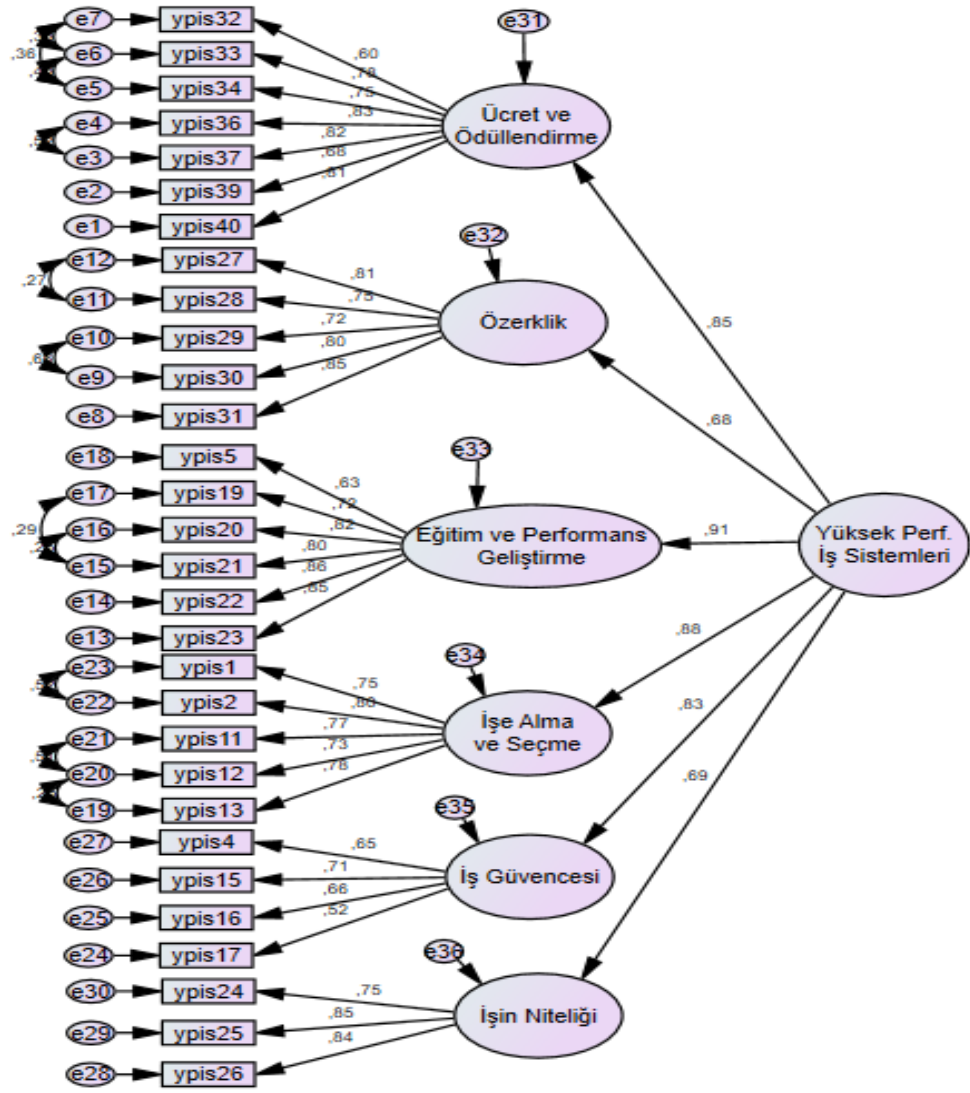 e7 ypis32 e31
,36 e6 ypis33 ,60
,78
e5 ypis34 ,75 Ücret ve
e4 ypis36 ,83 Ödüllendirme
,82
e3 ypis37 ,68
,81
e2 ypis39
e1 ypis40
e12 ypis27 e32
,27 ,81
e11 ypis28 ,75
e10 ypis29 ,72 Özerklik ,85
,80
e9 ypis30 ,85
e8 ypis31 ,68
e18 ypis5 e33
,63
e17 ypis19 ,72
,29 e16 ypis20 ,82 Eğitim ve Performans ,91 Yüksek Perf.
e15 ypis21 ,80 Geliştirme İş Sistemleri
,86
e14 ypis22 ,65
e13 ypis23
e23 ypis1 e34 ,88
,75
e22 ypis2 ,80 ,83
e21 ypis11 ,77 İşe Alma
e20 ypis12 ,73 ve Seçme
,78 ,69
e19 ypis13 e35
e27 ypis4 ,65
e26 ypis15 ,71 İş Güvencesi
,66
e25 ypis16 ,52
e24 ypis17 e36
e30 ypis24 ,75
,85 İşin Niteliği
e29 ypis25 ,84
e28 ypis26